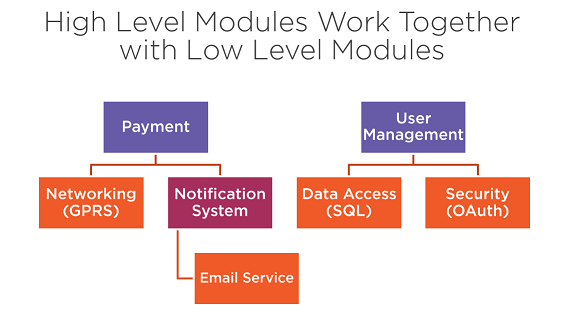 High Level Modules Work Together
with Low Level Modules
Payment
User
Management
Networking
(GPRS)
Notification
System
Data Access
(SQL)
Security
(OAuth)
Email Service